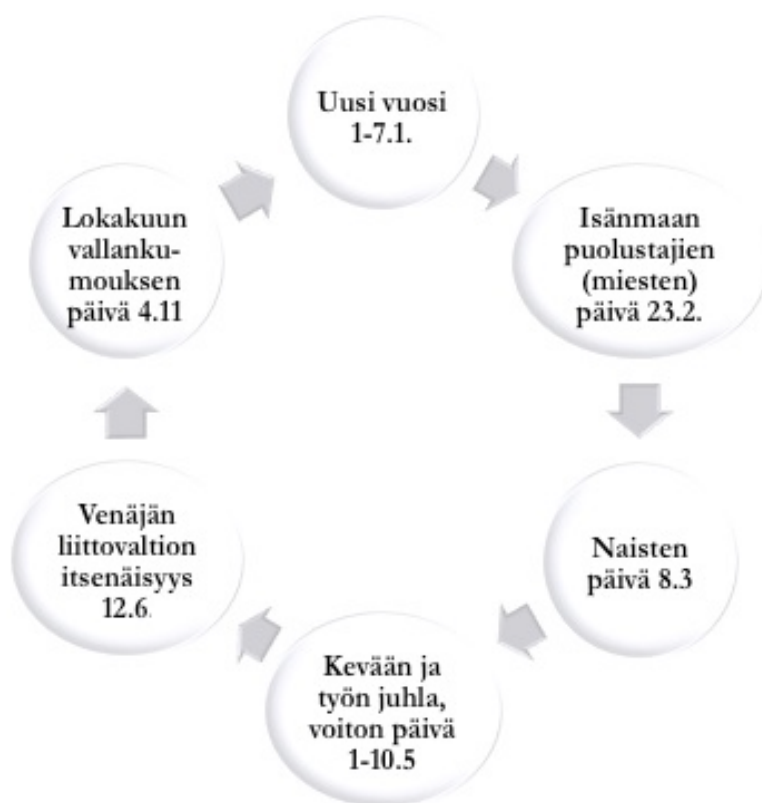 Uusi vuosi
1-7.1.
Isänmaan
puolustajien
(miesten)
päivä 23.2.
Naisten
päivä 8.3
Kevään ja
työn juhla,
voiton päivä
1-10.5
Venäjän
liittovaltion
itsenäisyys
12.6.
Lokakuun
vallanku-
mouksen
päivä 4.11